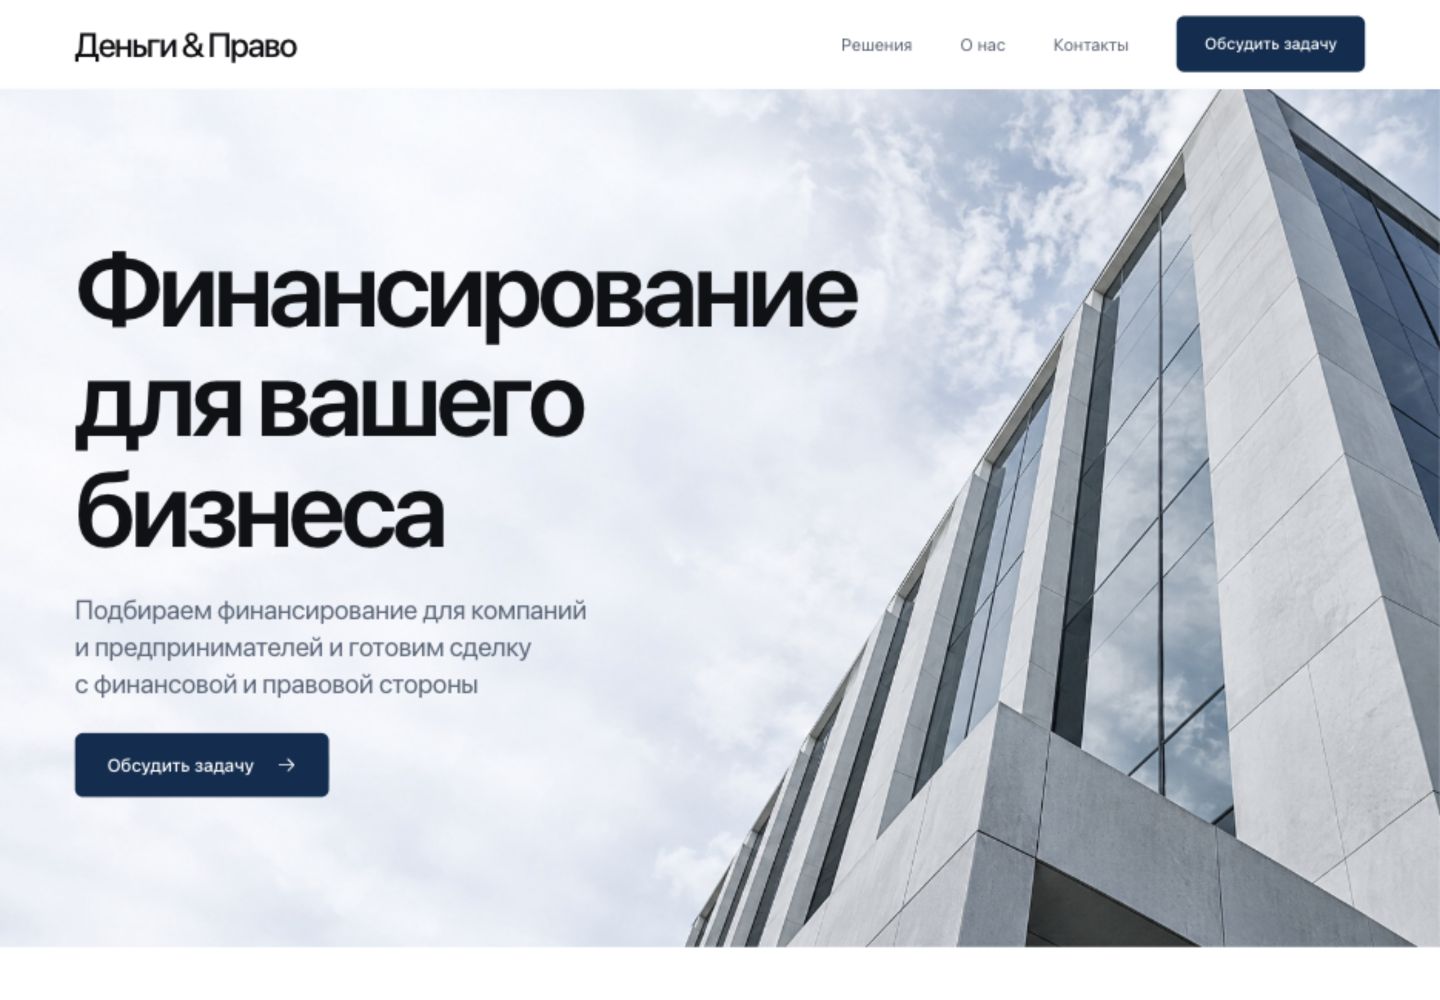 Деньги & Право
Решения
О нас
Контакты
Обсудить задачу
Финансирование
для вашего
бизнеса
Подбираем финансирование для компаний
и предпринимателей и готовим сделку
с финансовой и правовой стороны
Обсудить задачу →